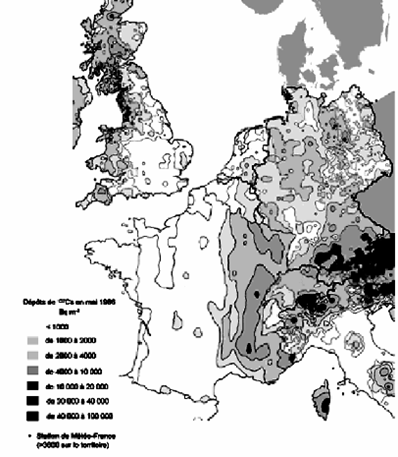 Dépôts de ¹³⁷Cs en mai 1986
Bq m⁻²
< 1000
de 1000 à 2000
de 2000 à 4000
de 4000 à 10 000
de 10 000 à 20 000
de 20 000 à 40 000
de 40 000 à 100 000
• Station de Météo-France
(>3000 sur le territoire)